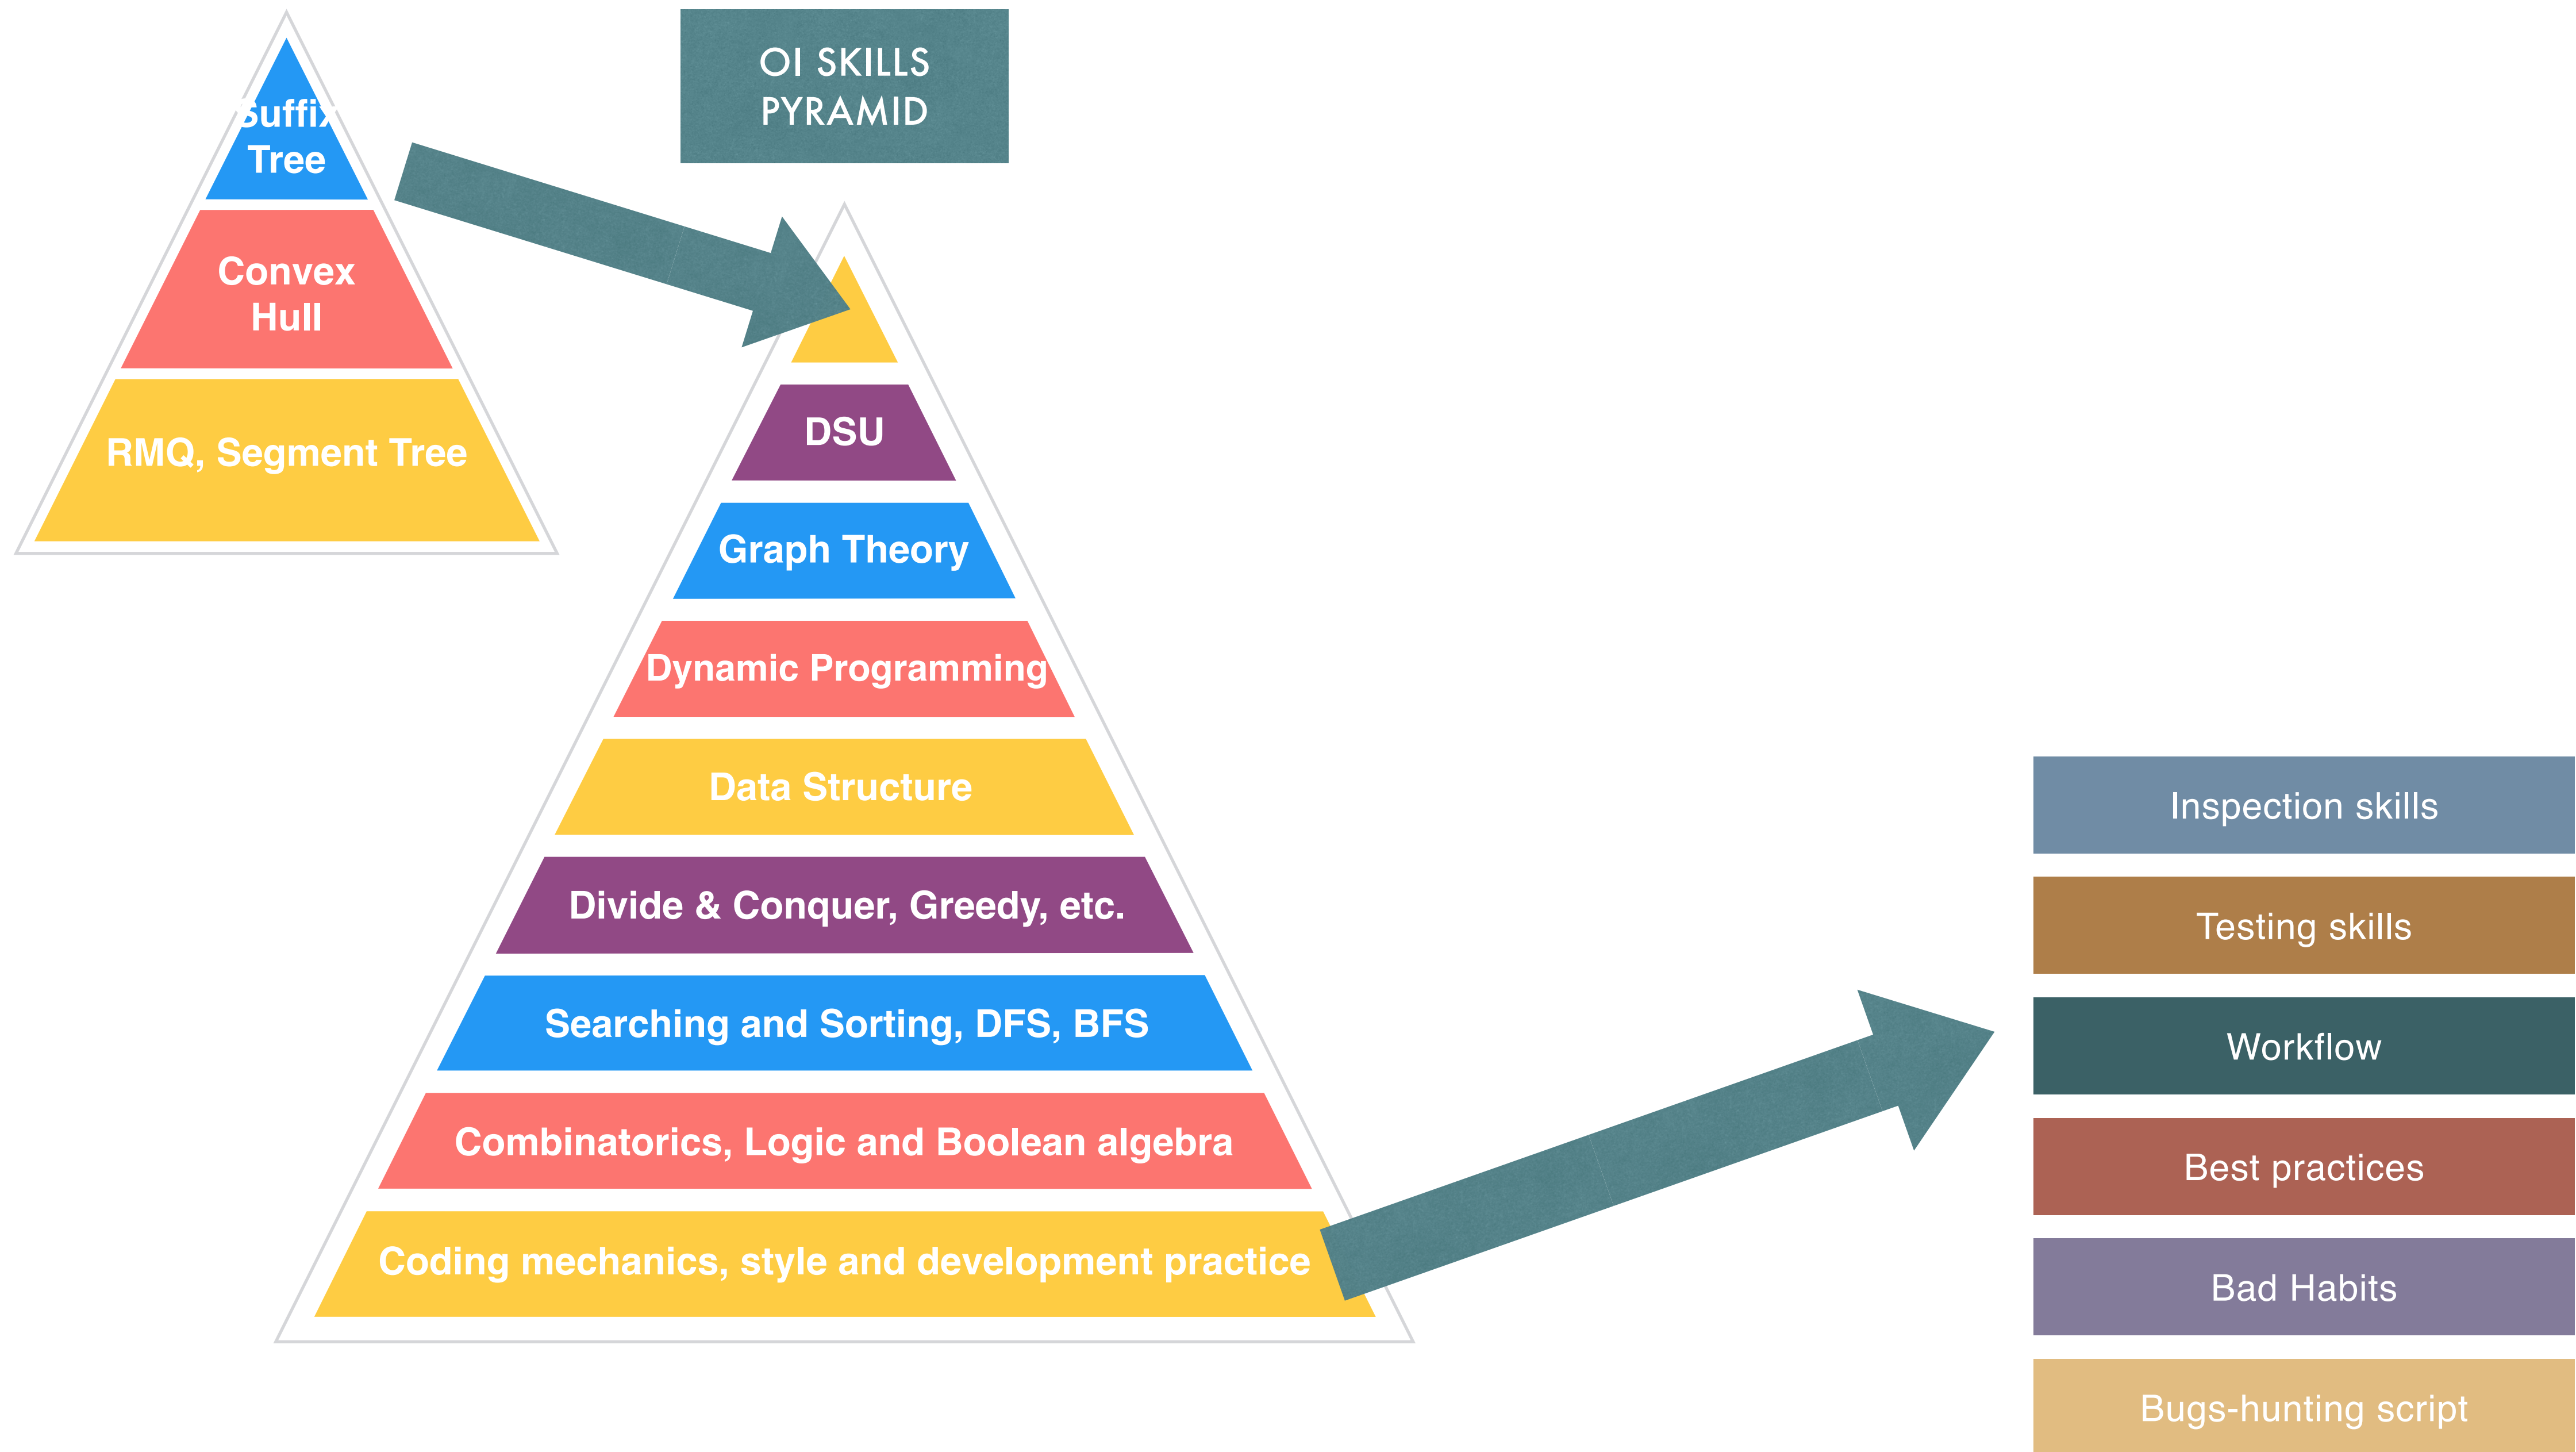 OI SKILLS
PYRAMID
Suffix
Tree
Convex
Hull
RMQ, Segment Tree
DSU
Graph Theory
Dynamic Programming
Data Structure
Divide & Conquer, Greedy, etc.
Searching and Sorting, DFS, BFS
Combinatorics, Logic and Boolean algebra
Coding mechanics, style and development practice
Inspection skills
Testing skills
Workflow
Best practices
Bad Habits
Bugs-hunting script